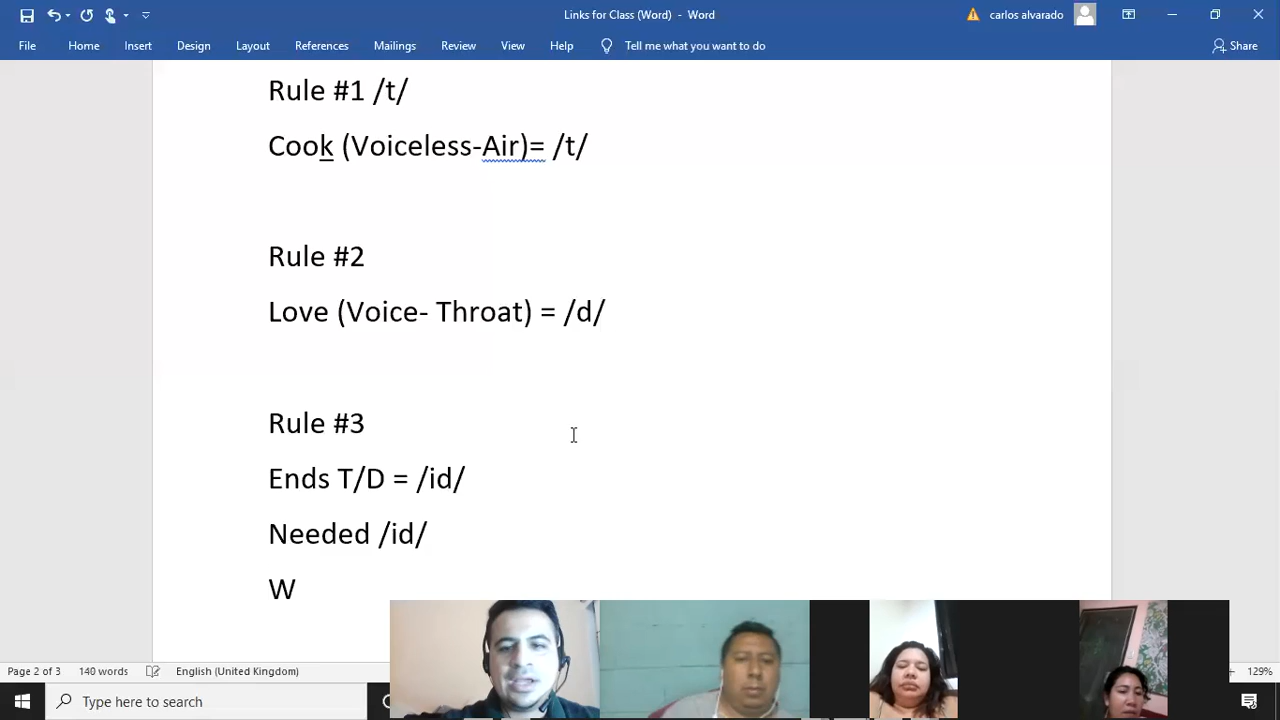 Links for Class (Word) - Word
carlos alvarado
File Home Insert Design Layout References Mailings Review View Help Tell me what you want to do Share
Rule #1 /t/
Cook (Voiceless-Air)= /t/
Rule #2
Love (Voice- Throat) = /d/
Rule #3
Ends T/D = /id/
Needed /id/
W
Page 2 of 3 140 words English (United Kingdom) 129%
Type here to search